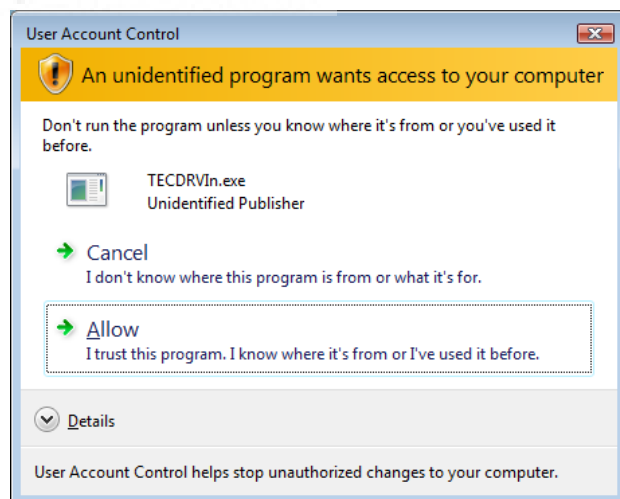 User Account Control
An unidentified program wants access to your computer
Don't run the program unless you know where it's from or you've used it
before.
TECDRVIn.exe
Unidentified Publisher
Cancel
I don't know where this program is from or what it's for.
Allow
I trust this program. I know where it's from or I've used it before.
Details
User Account Control helps stop unauthorized changes to your computer.